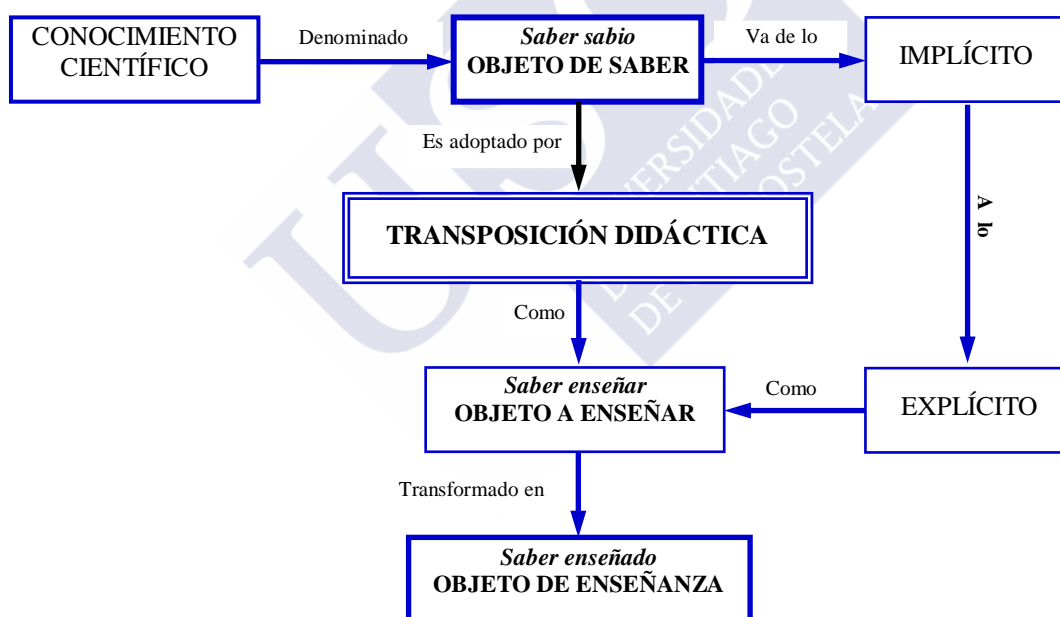 CONOCIMIENTO
CIENTÍFICO
Denominado
Saber sabio
OBJETO DE SABER
Va de lo
IMPLÍCITO
Es adoptado por
A lo
TRANSPOSICIÓN DIDÁCTICA
Como
Saber enseñar
OBJETO A ENSEÑAR
Como
EXPLÍCITO
Transformado en
Saber enseñado
OBJETO DE ENSEÑANZA